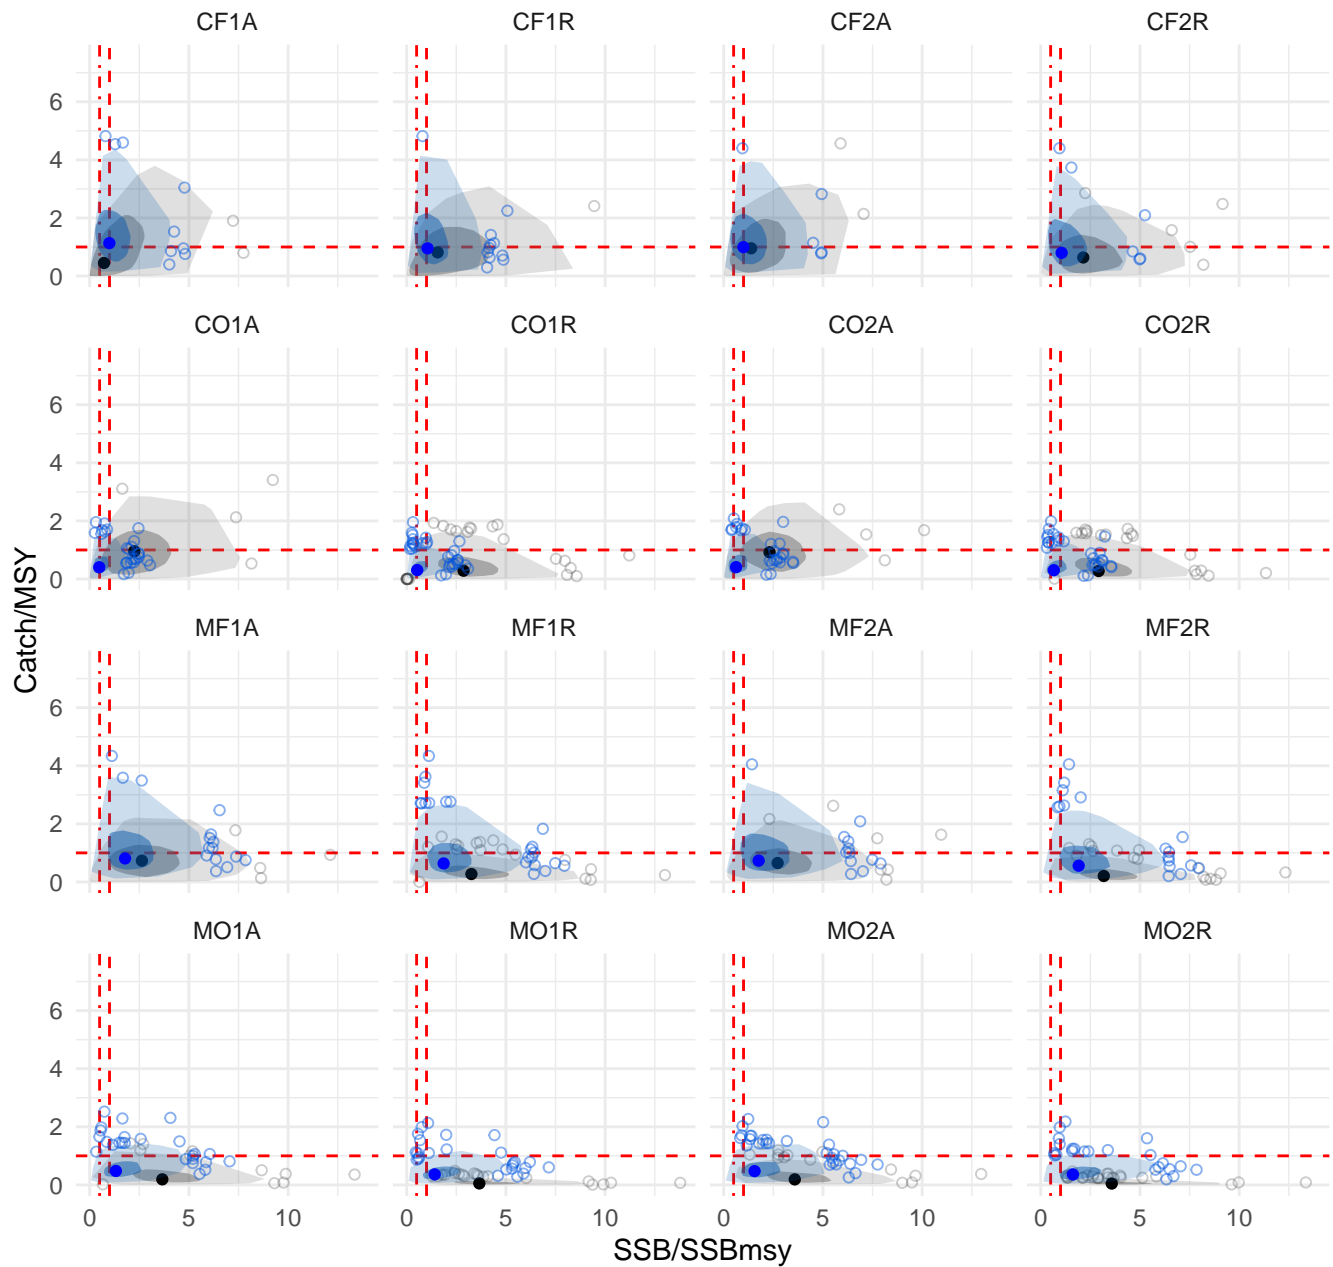 CF1A CF1R CF2A CF2R
6
4
2
0
CO1A CO1R CO2A CO2R
6
4
2
0
MF1A MF1R MF2A MF2R
6
4
2
0
MO1A MO1R MO2A MO2R
6
4
2
0
0 5 10 0 5 10 0 5 10 0 5 10
SSB/SSBmsy
Catch/MSY